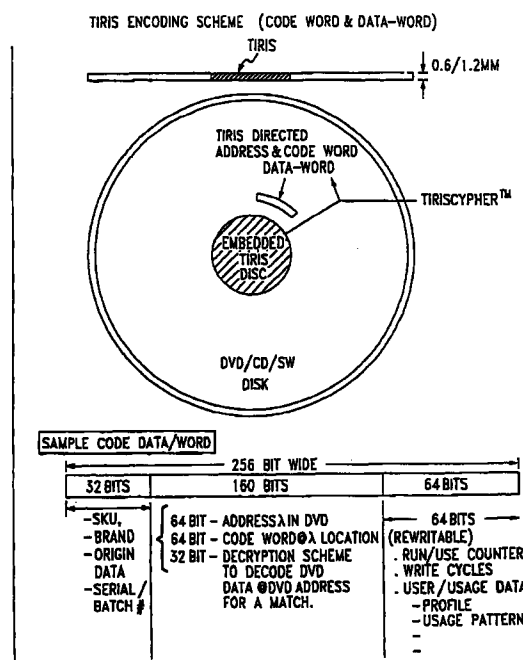 TIRIS ENCODING SCHEME (CODE WORD & DATA-WORD)
TIRIS
0.6/1.2MM
TIRIS DIRECTED
ADDRESS & CODE WORD
DATA-WORD
TIRISCYPHER™
EMBEDDED
TIRIS
DISC
DVD/CD/SW
DISK
SAMPLE CODE DATA/WORD
256 BIT WIDE
32 BITS 160 BITS 64 BITS
-SKU,
-BRAND
-ORIGIN
DATA
-SERIAL/
BATCH #
64 BIT - ADDRESS λ IN DVD
64 BIT - CODE WORD @ λ LOCATION
32 BIT - DECRYPTION SCHEME
TO DECODE DVD
DATA @ DVD ADDRESS
FOR A MATCH.
64 BITS
(REWRITABLE)
. RUN/USE COUNTER
. WRITE CYCLES
. USER/USAGE DATA
-PROFILE
-USAGE PATTERN
-
-